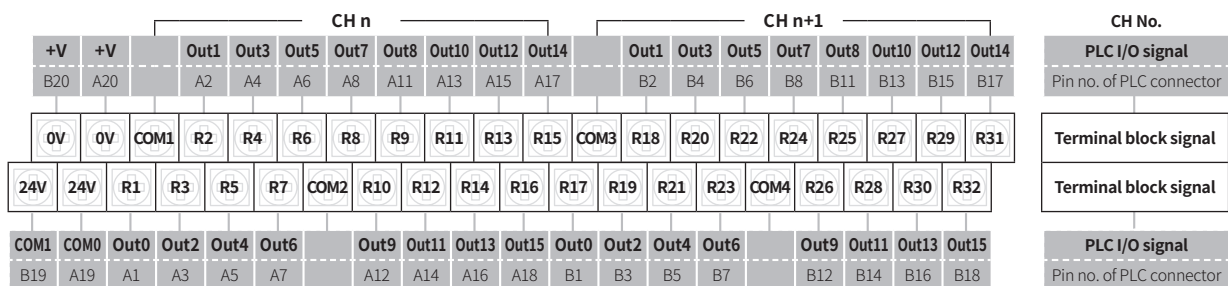 CH n CH n+1 CH No.
+V +V Out1 Out3 Out5 Out7 Out8 Out10 Out12 Out14 Out1 Out3 Out5 Out7 Out8 Out10 Out12 Out14 PLC I/O signal
B20 A20 A2 A4 A6 A8 A11 A13 A15 A17 B2 B4 B6 B8 B11 B13 B15 B17 Pin no. of PLC connector
0V 0V COM1 R2 R4 R6 R8 R9 R11 R13 R15 COM3 R18 R20 R22 R24 R25 R27 R29 R31 Terminal block signal
24V 24V R1 R3 R5 R7 COM2 R10 R12 R14 R16 R17 R19 R21 R23 COM4 R26 R28 R30 R32 Terminal block signal
COM1 COM0 Out0 Out2 Out4 Out6 Out9 Out11 Out13 Out15 Out0 Out2 Out4 Out6 Out9 Out11 Out13 Out15 PLC I/O signal
B19 A19 A1 A3 A5 A7 A12 A14 A16 A18 B1 B3 B5 B7 B12 B14 B16 B18 Pin no. of PLC connector